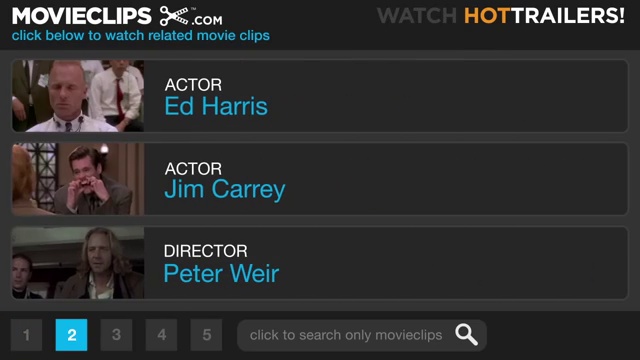 MOVIECLIPS ™.COM
WATCH HOTTRAILERS!
click below to watch related movie clips
ACTOR
Ed Harris
ACTOR
Jim Carrey
DIRECTOR
Peter Weir
1 2 3 4 5 click to search only movieclips